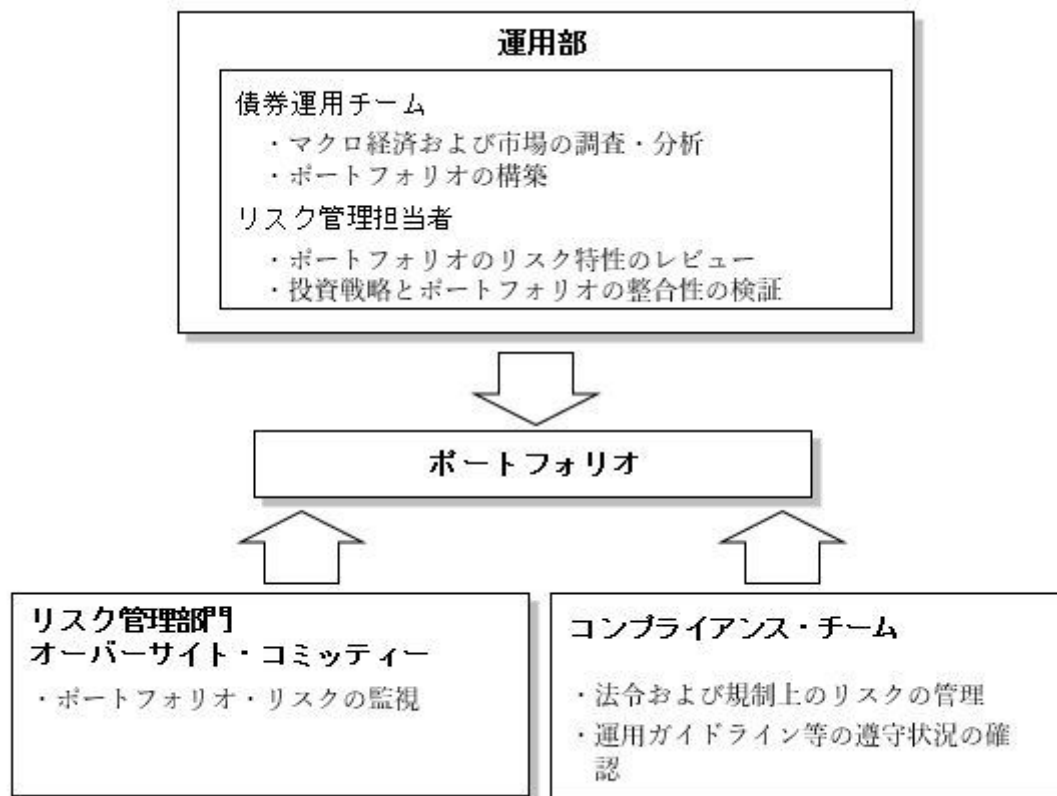 運用部
債券運用チーム
・マクロ経済および市場の調査・分析
・ポートフォリオの構築
リスク管理担当者
・ポートフォリオのリスク特性のレビュー
・投資戦略とポートフォリオの整合性の検証
ポートフォリオ
リスク管理部門
オーバーサイト・コミッティー
・ポートフォリオ・リスクの監視
コンプライアンス・チーム
・法令および規制上のリスクの管理
・運用ガイドライン等の遵守状況の確
認